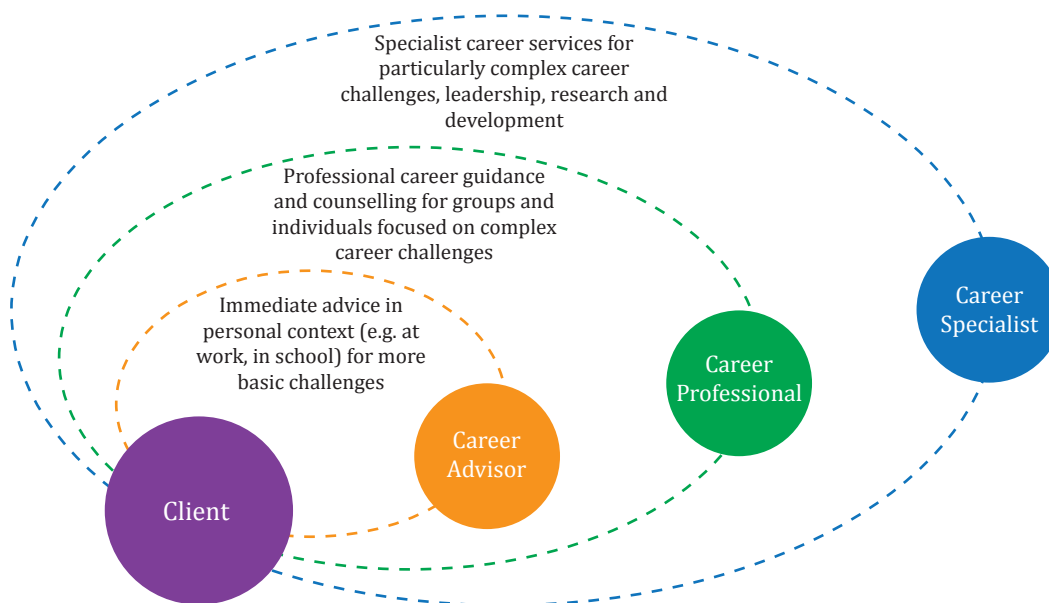 Specialist career services for
particularly complex career
challenges, leadership, research and
development
Professional career guidance
and counselling for groups and
individuals focused on complex
career challenges
Immediate advice in
personal context (e.g. at
work, in school) for more
basic challenges
Career
Specialist
Career
Professional
Career
Advisor
Client